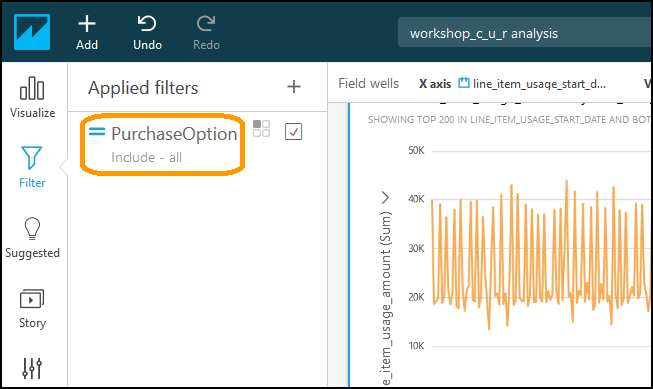 Add
Undo
Redo
workshop_c_u_r analysis
Visualize
Filter
Suggested
Story
Applied filters
PurchaseOption
Include - all
Field wells
X axis
line_item_usage_start_d...
SHOWING TOP 200 IN LINE_ITEM_USAGE_START_DATE AND BOT
50K
40K
30K
20K
10K
e_item_usage_amount (Sum)